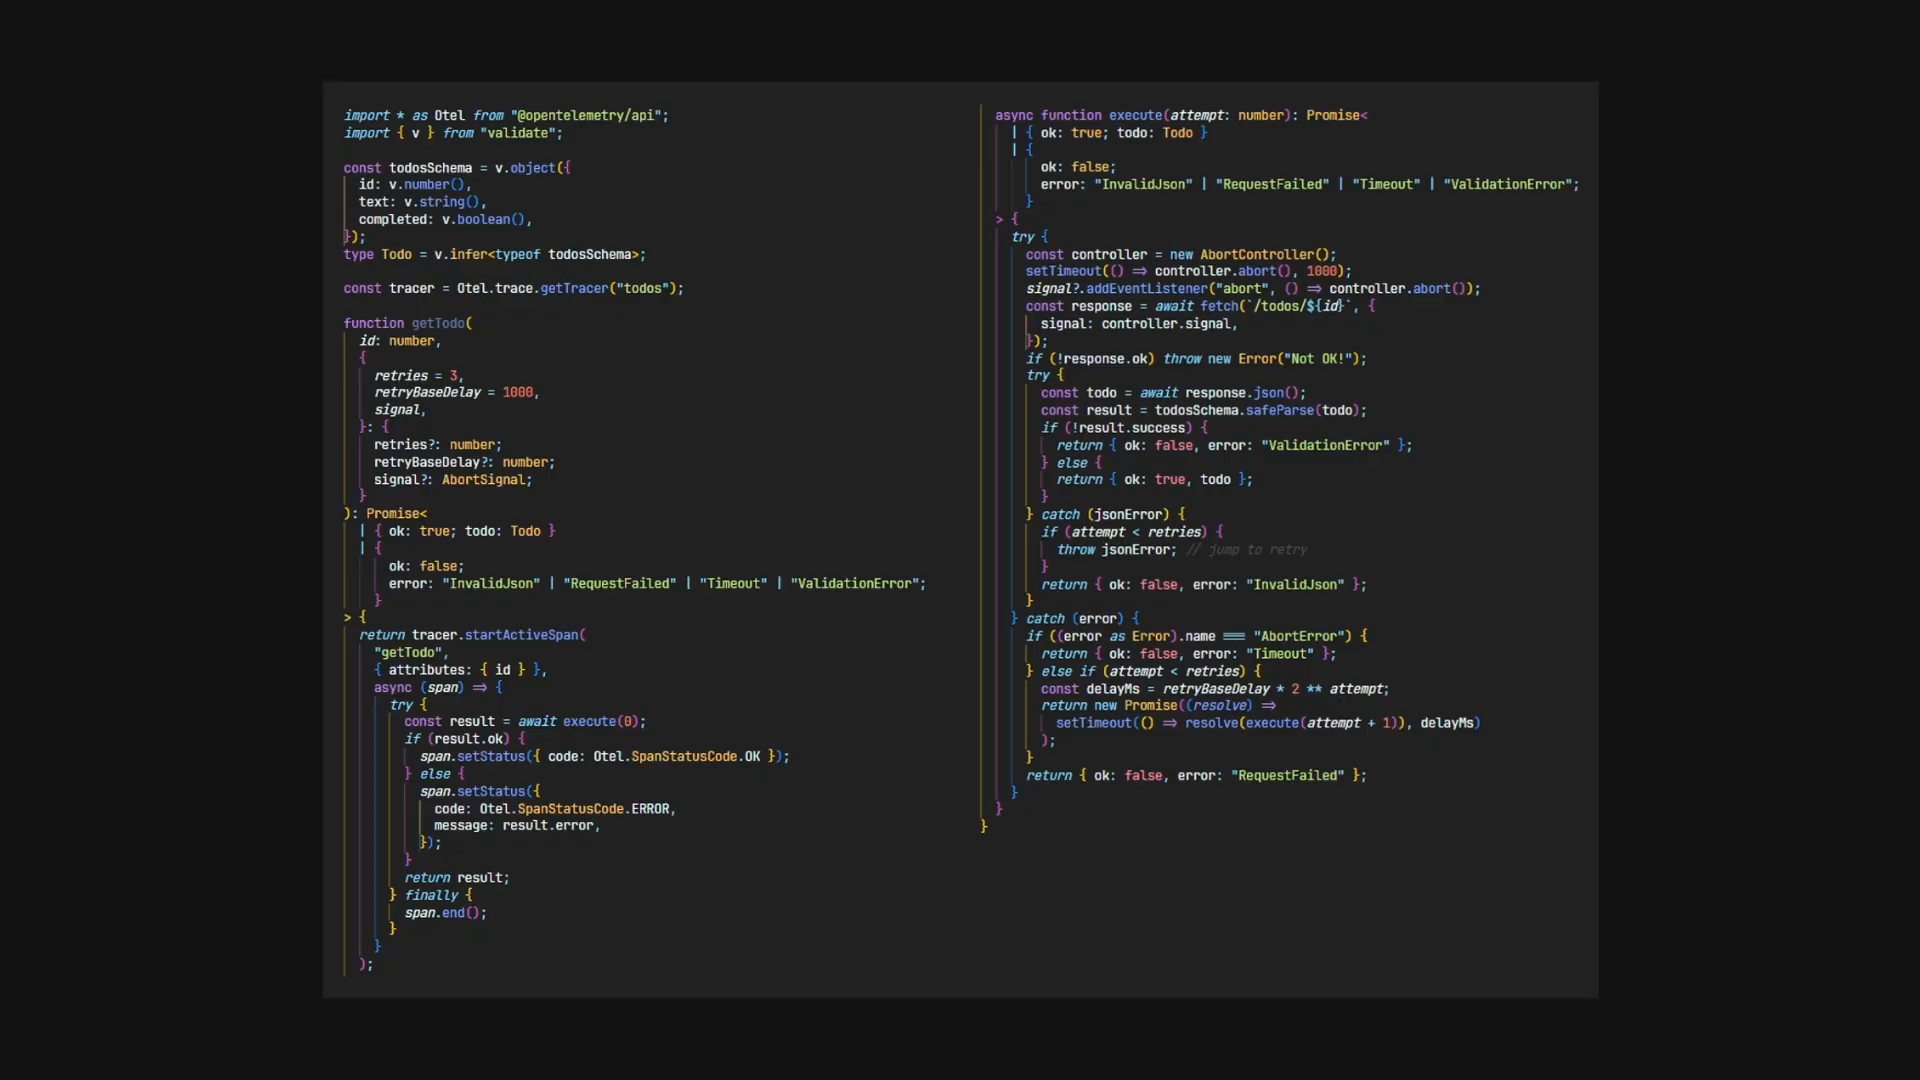 import * as Otel from "@opentelemetry/api";
import { v } from "validate";
const todosSchema = v.object({
id: v.number(),
text: v.string(),
completed: v.boolean(),
});
type Todo = v.infer<typeof todosSchema>;
const tracer = Otel.trace.getTracer("todos");
function getTodo(
id: number,
{
retries = 3,
retryBaseDelay = 1000,
signal,
}: {
retries?: number;
retryBaseDelay?: number;
signal?: AbortSignal;
}
): Promise<
| { ok: true; todo: Todo }
| {
ok: false;
error: "InvalidJson" | "RequestFailed" | "Timeout" | "ValidationError";
}
> {
return tracer.startActiveSpan(
"getTodo",
{ attributes: { id } },
async (span) => {
try {
const result = await execute(0);
if (result.ok) {
span.setStatus({ code: Otel.SpanStatusCode.OK });
} else {
span.setStatus({
code: Otel.SpanStatusCode.ERROR,
message: result.error,
});
}
return result;
} finally {
span.end();
}
}
);
async function execute(attempt: number): Promise<
| { ok: true; todo: Todo }
| {
ok: false;
error: "InvalidJson" | "RequestFailed" | "Timeout" | "ValidationError";
}
> {
try {
const controller = new AbortController();
setTimeout(() => controller.abort(), 1000);
signal?.addEventListener("abort", () => controller.abort());
const response = await fetch(`/todos/${id}`, {
signal: controller.signal,
});
if (!response.ok) throw new Error("Not OK!");
try {
const todo = await response.json();
const result = todosSchema.safeParse(todo);
if (!result.success) {
return { ok: false, error: "ValidationError" };
} else {
return { ok: true, todo };
}
} catch (jsonError) {
if (attempt < retries) {
throw jsonError; // jump to retry
}
return { ok: false, error: "InvalidJson" };
}
} catch (error) {
if ((error as Error).name === "AbortError") {
return { ok: false, error: "Timeout" };
} else if (attempt < retries) {
const delayMs = retryBaseDelay * 2 ** attempt;
return new Promise((resolve) =>
setTimeout(() => resolve(execute(attempt + 1)), delayMs)
);
}
return { ok: false, error: "RequestFailed" };
}
}
}